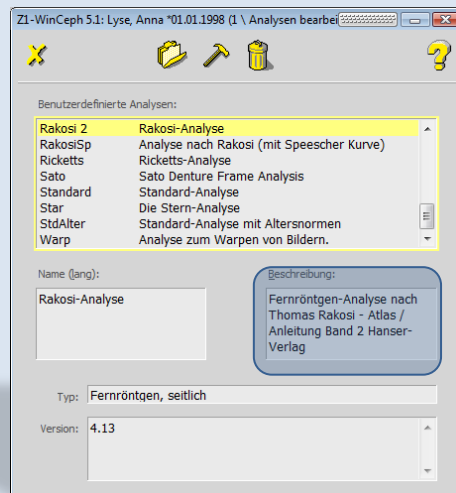 Z1-WinCeph 5.1: Lyse, Anna *01.01.1998 (1 \ Analysen bearbei
Benutzerdefinierte Analysen:
Rakosi 2 Rakosi-Analyse
RakosiSp Analyse nach Rakosi (mit Speescher Kurve)
Ricketts Ricketts-Analyse
Sato Sato Denture Frame Analysis
Standard Standard-Analyse
Star Die Stern-Analyse
StdAlter Standard-Analyse mit Altersnormen
Warp Analyse zum Warpen von Bildern.
Name (lang):
Rakosi-Analyse
Beschreibung:
Fernröntgen-Analyse nach
Thomas Rakosi - Atlas /
Anleitung Band 2 Hanser-
Verlag
Typ: Fernröntgen, seitlich
Version: 4.13